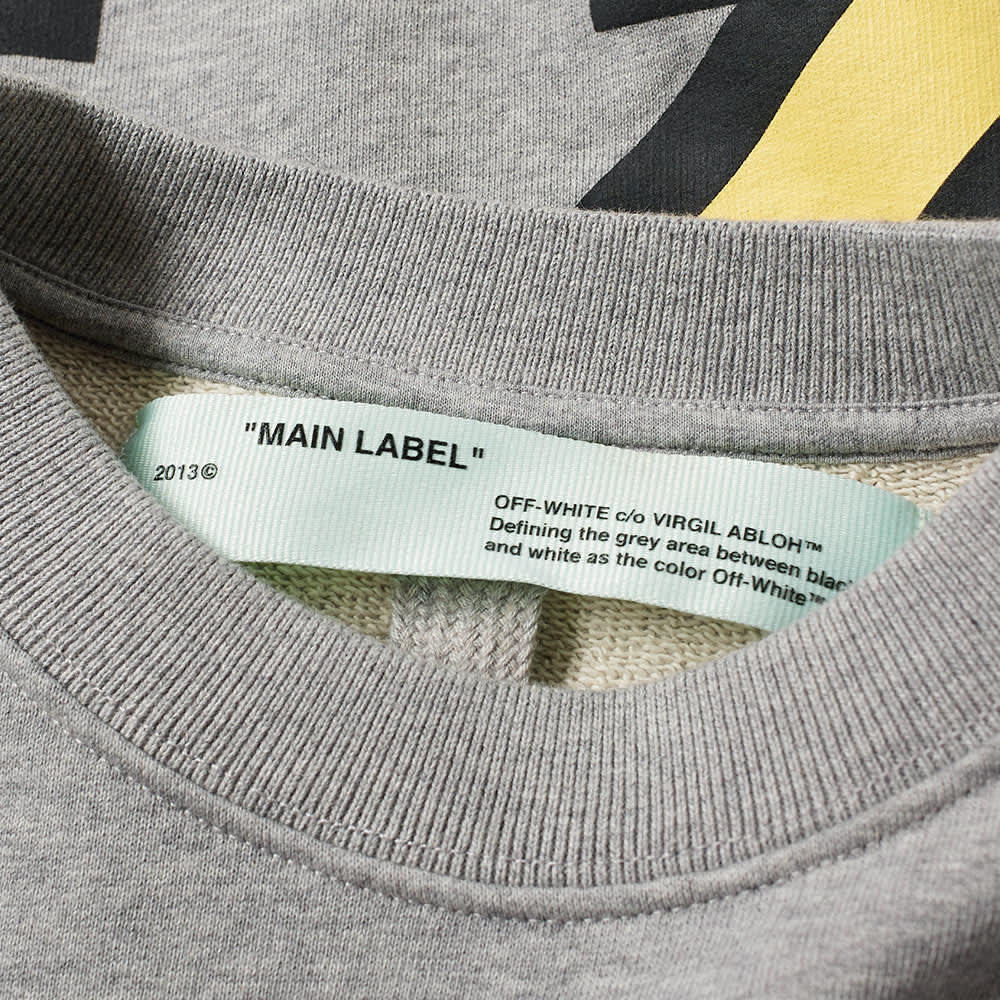 "MAIN LABEL"
2013©
OFF-WHITE c/o VIRGIL ABLOH™
Defining the grey area between
and white as the color Off-White™